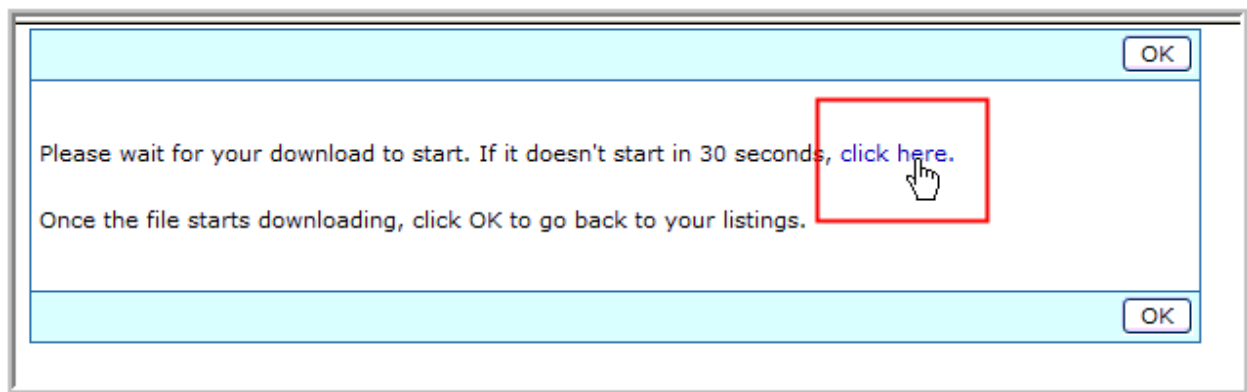 OK
Please wait for your download to start. If it doesn't start in 30 seconds, click here.
Once the file starts downloading, click OK to go back to your listings.
OK